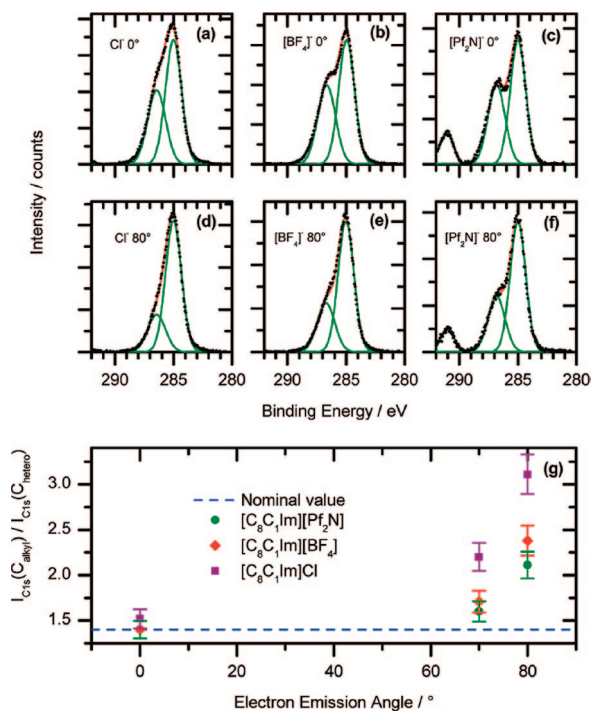 Intensity / counts
Cl⁻ 0° (a)
[BF₄]⁻ 0° (b)
[Pf₂N]⁻ 0° (c)
Cl⁻ 80° (d)
[BF₄]⁻ 80° (e)
[Pf₂N]⁻ 80° (f)
290 285 280 290 285 280 290 285 280
Binding Energy / eV
I_C1s(C_alkyl) / I_C1s(C_hetero)
(g)
3.0
2.5
2.0
1.5
Nominal value
[C₈C₁Im][Pf₂N]
[C₈C₁Im][BF₄]
[C₈C₁Im]Cl
0 20 40 60 80
Electron Emission Angle / °